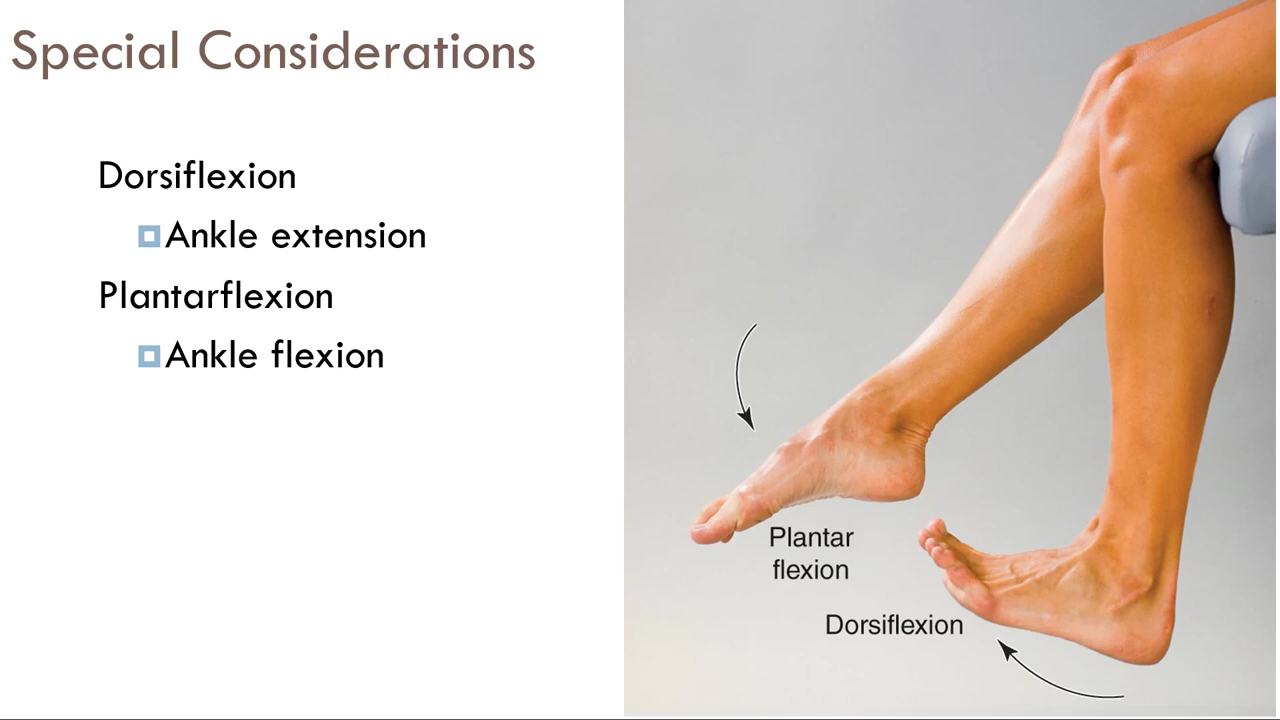 Special Considerations
Dorsiflexion
Ankle extension
Plantarflexion
Ankle flexion
Plantar
flexion
Dorsiflexion